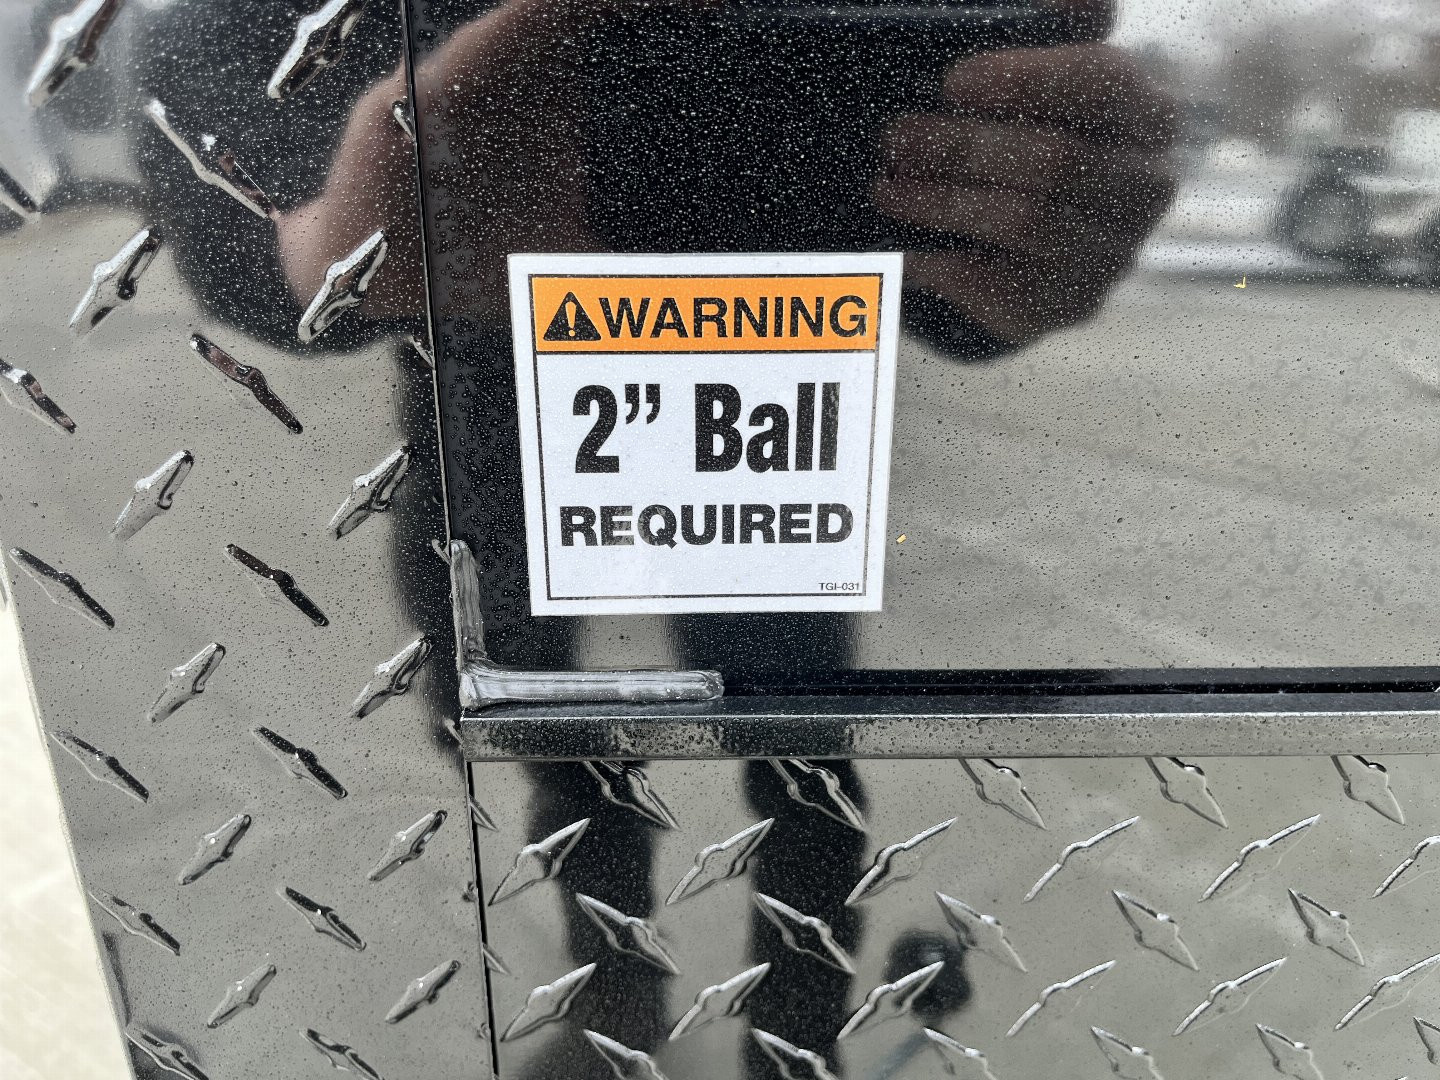 WARNING
2” Ball
REQUIRED
TGI-031